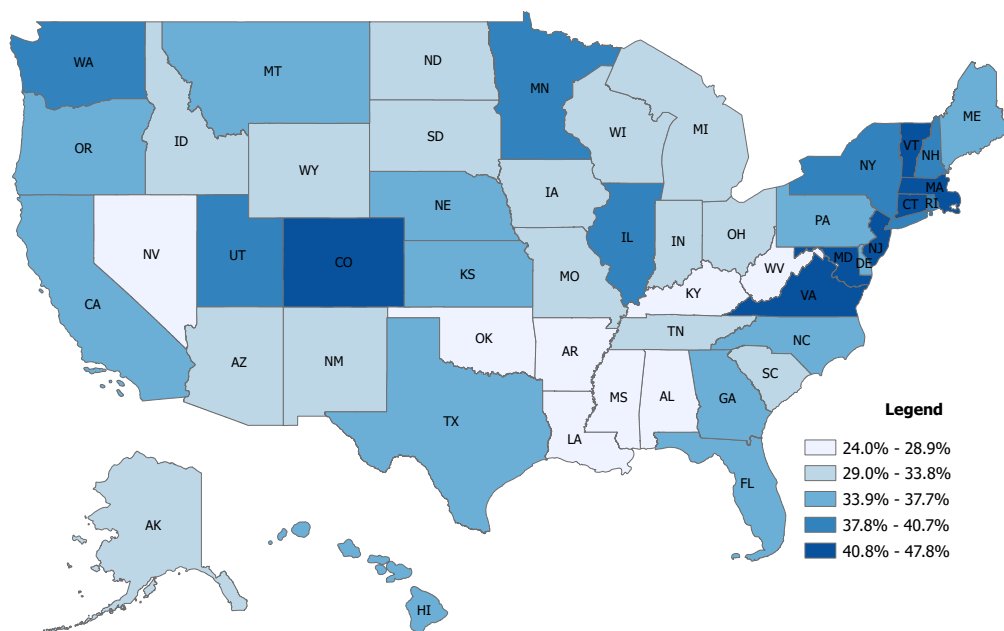 WA
MT
ND
MN
ME
OR
ID
SD
WI
MI
VT
NH
NY
MA
WY
IA
NE
CT
RI
PA
NV
UT
CO
IL
IN
OH
NJ
MD
DE
WV
KS
MO
KY
VA
CA
TN
NC
OK
AZ
NM
AR
SC
MS
AL
GA
TX
LA
Legend
24.0% - 28.9%
29.0% - 33.8%
33.9% - 37.7%
37.8% - 40.7%
40.8% - 47.8%
FL
AK
HI